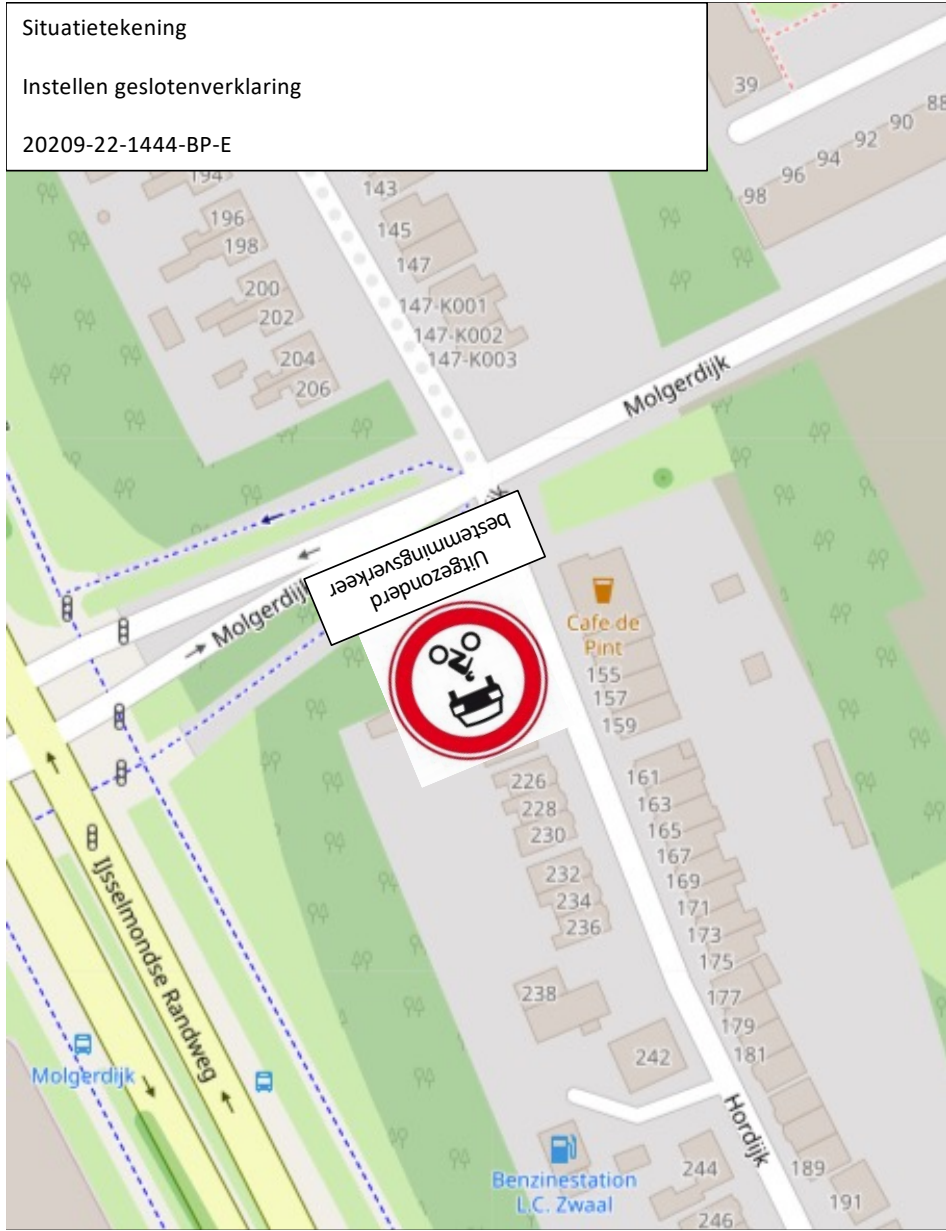 Situatietekening
Instellen geslotenverklaring
20209-22-1444-BP-E
39
88
90
92
94
96
98
194
143
196
145
198
147
200
147-K001
202
147-K002
204
147-K003
206
Molgerdijk
Uitgezonderd
bestemmingsverkeer
Molgerdijk
Cafe de
Pint
155
157
159
226
161
228
163
230
165
167
232
169
234
171
236
173
175
238
177
179
181
242
IJsselmondse Randweg
Molgerdijk
Hordijk
Benzinestation
L.C. Zwaal
244
189
191
246